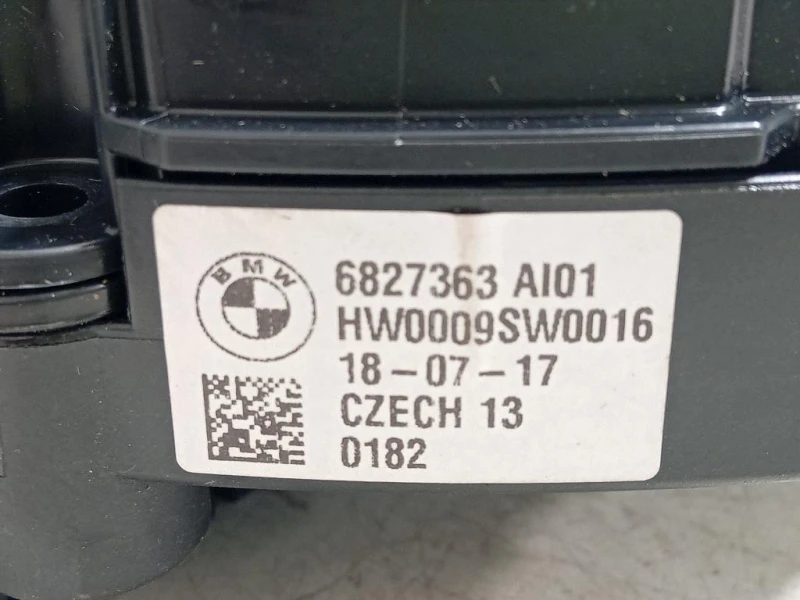 BMW
6827363 AI01
HW0009SW0016
18-07-17
CZECH 13
0182